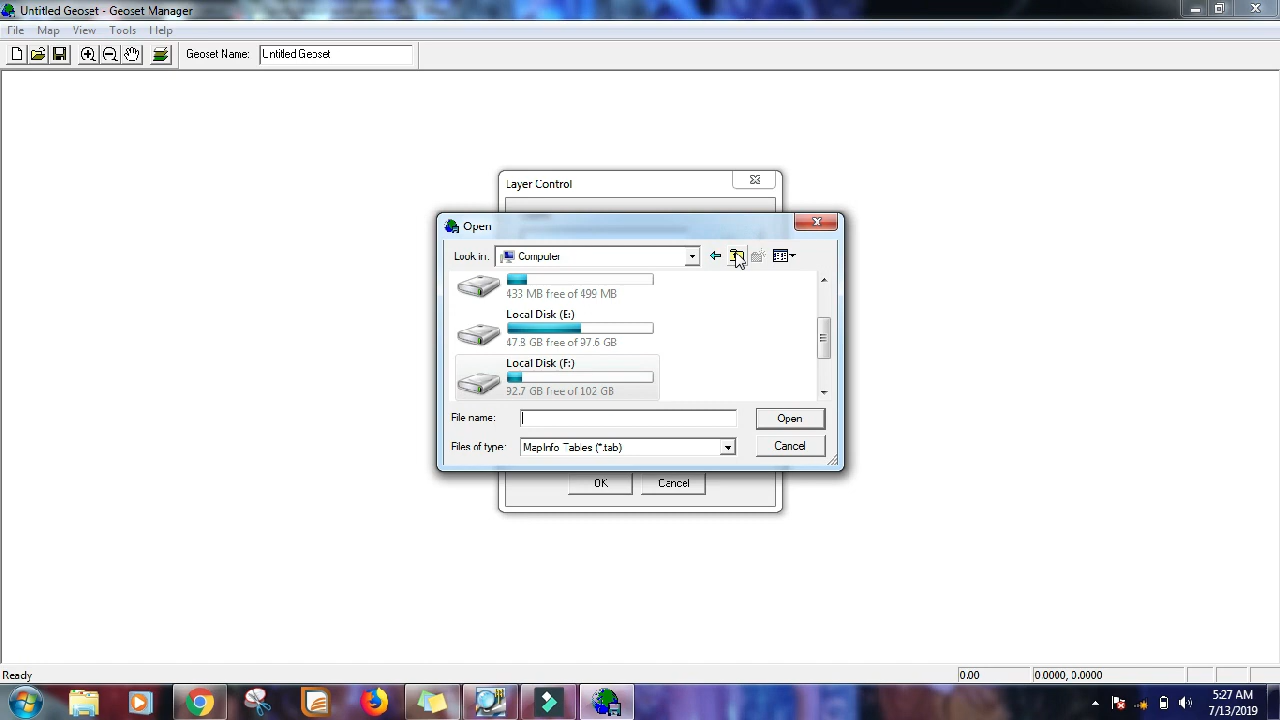 Untitled Geoset - Geoset Manager
File Map View Tools Help
Geoset Name: Untitled Geoset
Layer Control
Open
Look in: Computer
433 MB free of 499 MB
Local Disk (E:)
47.8 GB free of 97.6 GB
Local Disk (F:)
92.7 GB free of 102 GB
File name: Open
Files of type: MapInfo Tables (*.tab) Cancel
OK Cancel
Ready 0.00 0.0000, 0.0000
5:27 AM
7/13/2019